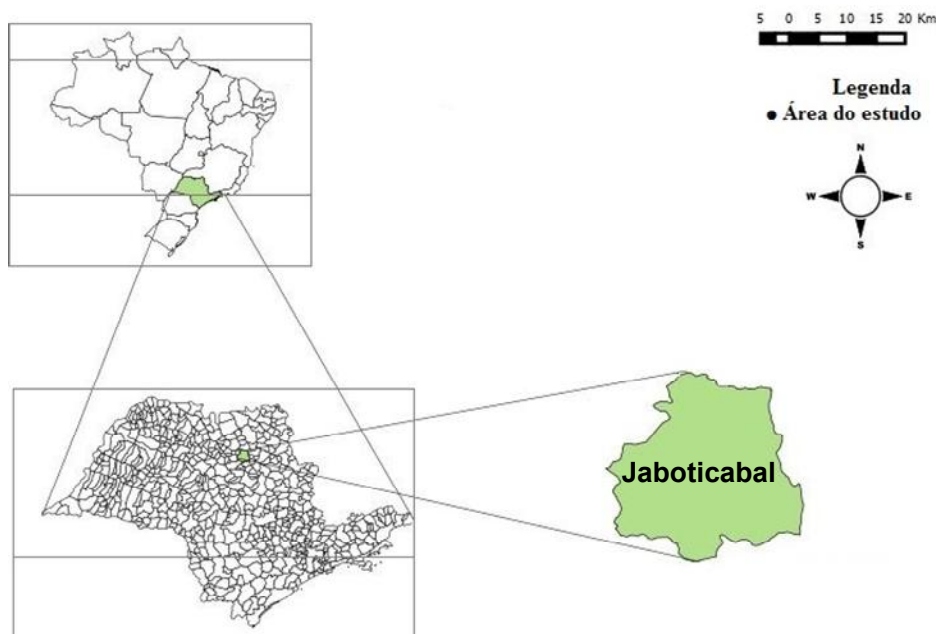 5 0 5 10 15 20 Km
Legenda
• Área do estudo
N
W E
S
Jaboticabal